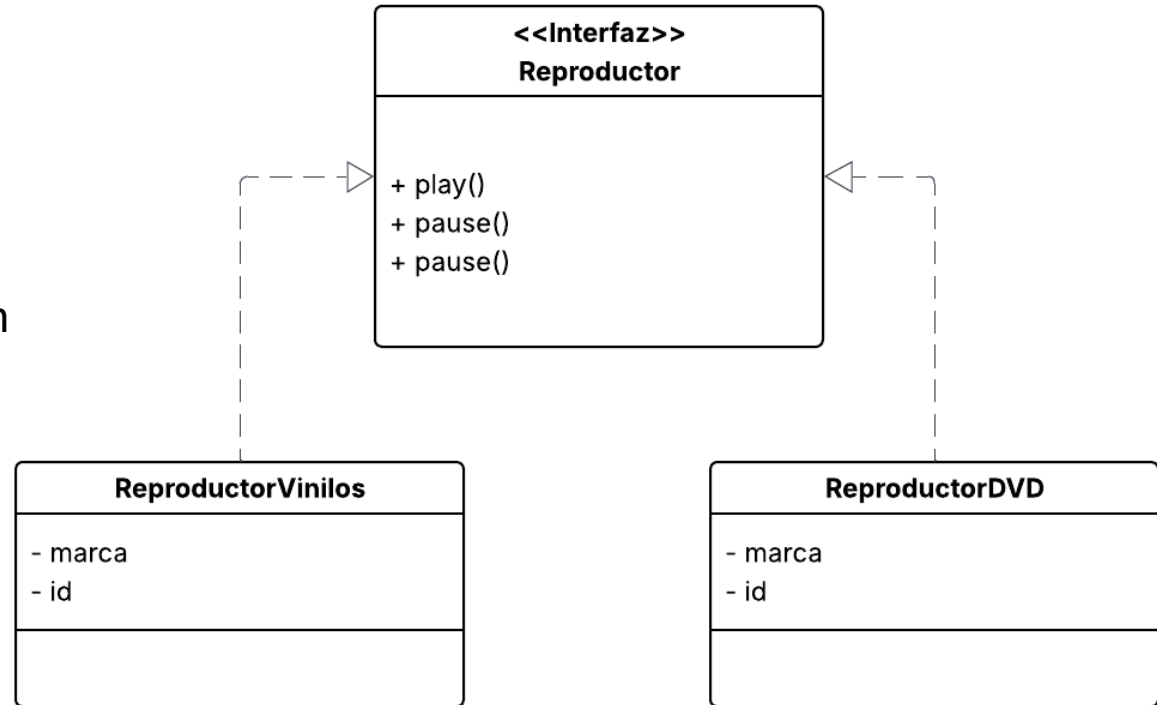 <<Interfaz>>
Reproductor
+ play()
+ pause()
+ pause()
n
ReproductorVinilos
- marca
- id
ReproductorDVD
- marca
- id